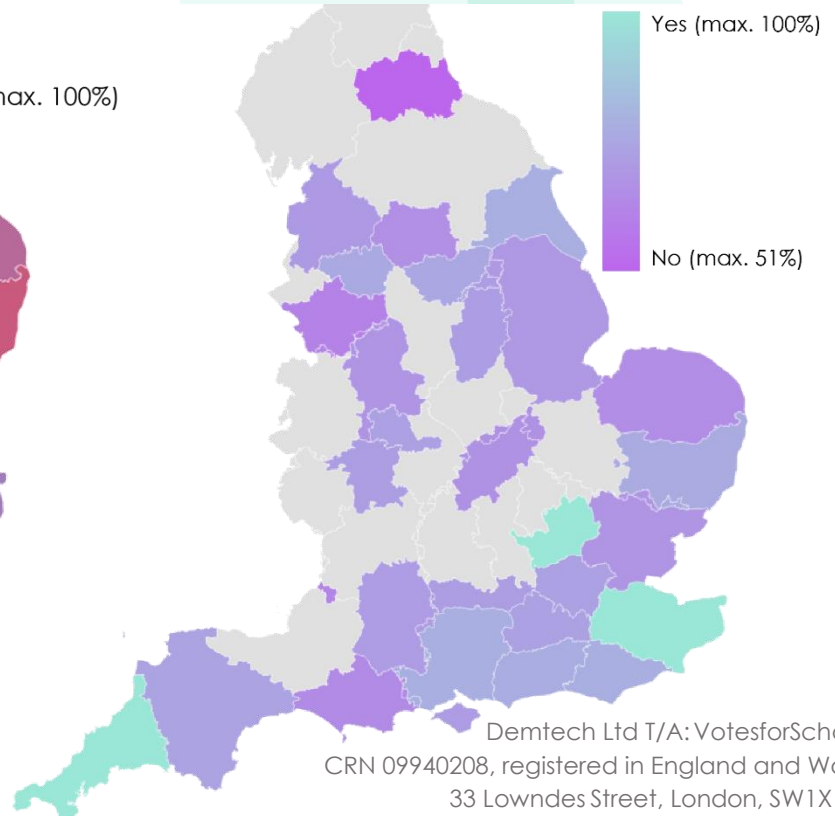 Yes (max. 100%)
max. 100%)
No (max. 51%)
Demtech Ltd T/A: VotesforScho
CRN 09940208, registered in England and Wa
33 Lowndes Street, London, SW1X